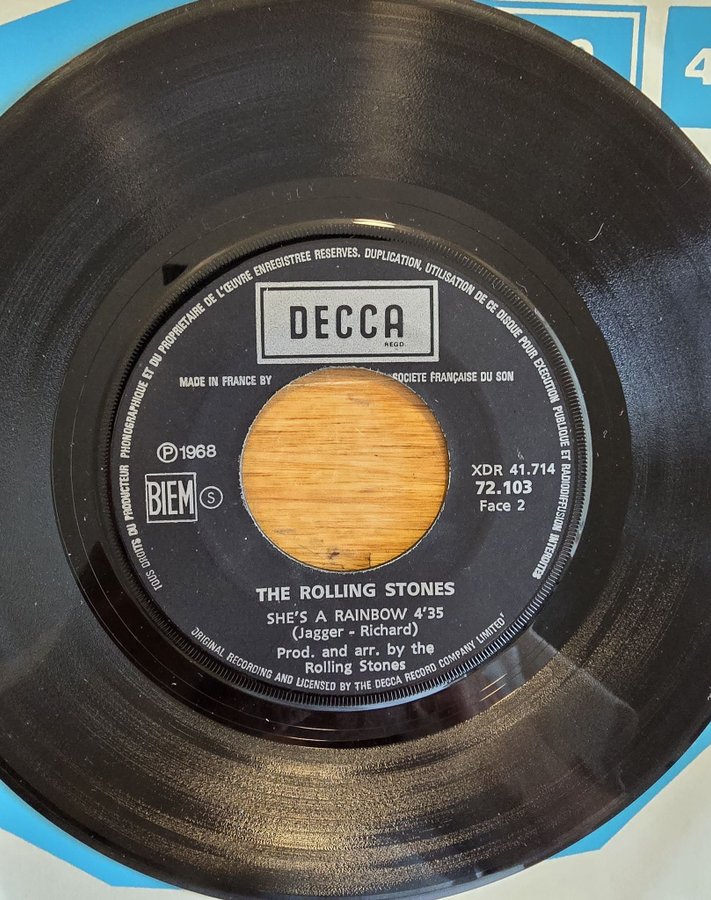 4
TOUS DROITS DU PRODUCTEUR PHONOGRAPHIQUE ET DU PROPRIETAIRE DE L'ŒUVRE ENREGISTREE RESERVES. DUPLICATION, UTILISATION DE CE DISQUE POUR EXECUTION PUBLIQUE ET RADIODIFFUSION INTERDITES
DECCA
REGD.
MADE IN FRANCE BY SOCIETE FRANÇAISE DU SON
Ⓟ 1968
BIEM Ⓢ
XDR 41.714
72.103
Face 2
THE ROLLING STONES
SHE'S A RAINBOW 4'35
(Jagger - Richard)
Prod. and arr. by the
Rolling Stones
ORIGINAL RECORDING AND LICENSED BY THE DECCA RECORD COMPANY LIMITED